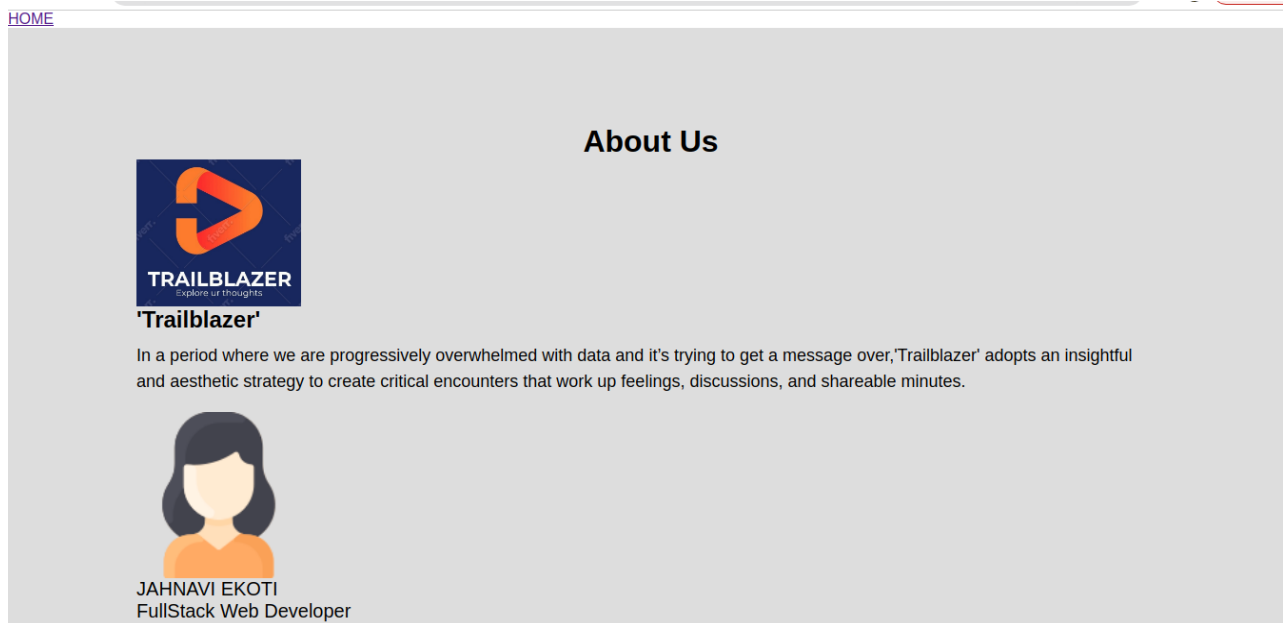 HOME
About Us
TRAILBLAZER
Explore ur thoughts
'Trailblazer'
In a period where we are progressively overwhelmed with data and it’s trying to get a message over,'Trailblazer' adopts an insightful
and aesthetic strategy to create critical encounters that work up feelings, discussions, and shareable minutes.
JAHNAVI EKOTI
FullStack Web Developer